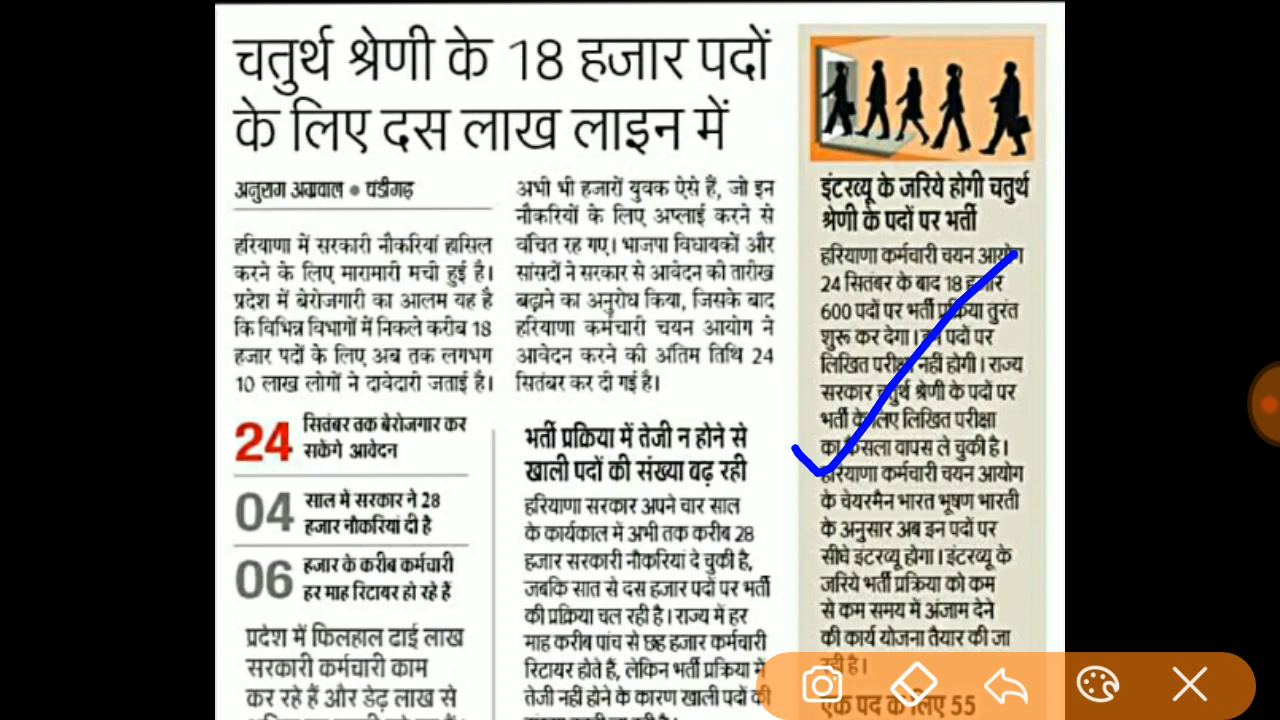 चतुर्थ श्रेणी के 18 हजार पदों
के लिए दस लाख लाइन में
अनुराग अग्रवाल ● चंडीगढ़
हरियाणा में सरकारी नौकरियां हासिल
करने के लिए मारामारी मची हुई है।
प्रदेश में बेरोजगारी का आलम यह है
कि विभिन्न विभागों में निकले करीब 18
हजार पदों के लिए अब तक लगभग
10 लाख लोगों ने दावेदारी जताई है।
अभी भी हजारों युवक ऐसे हैं, जो इन
नौकरियों के लिए अप्लाई करने से
वंचित रह गए। भाजपा विधायकों और
सांसदों ने सरकार से आवेदन की तारीख
बढ़ाने का अनुरोध किया, जिसके बाद
हरियाणा कर्मचारी चयन आयोग ने
आवेदन करने की अंतिम तिथि 24
सितंबर कर दी गई है।
24 सितंबर तक बेरोजगार कर
सकेंगे आवेदन
04 साल में सरकार ने 28
हजार नौकरियां दी है
06 हजार के करीब कर्मचारी
हर माह रिटायर हो रहे हैं
प्रदेश में फिलहाल ढाई लाख
सरकारी कर्मचारी काम
कर रहे हैं और डेढ़ लाख से
भर्ती प्रक्रिया में तेजी न होने से
खाली पदों की संख्या बढ़ रही
हरियाणा सरकार अपने चार साल
के कार्यकाल में अभी तक करीब 28
हजार सरकारी नौकरियां दे चुकी है,
जबकि सात से दस हजार पदों पर भर्ती
की प्रक्रिया चल रही है। राज्य में हर
माह करीब पांच से छह हजार कर्मचारी
रिटायर होते हैं, लेकिन भर्ती प्रक्रिया में
तेजी नहीं होने के कारण खाली पदों की
इंटरव्यू के जरिये होगी चतुर्थ
श्रेणी के पदों पर भर्ती
हरियाणा कर्मचारी चयन आयोग
24 सितंबर के बाद 18 हजार
600 पदों पर भर्ती प्रक्रिया तुरंत
शुरू कर देगा। इन पदों पर
लिखित परीक्षा नहीं होगी। राज्य
सरकार चतुर्थ श्रेणी के पदों पर
भर्ती के लिए लिखित परीक्षा
का फैसला वापस ले चुकी है।
हरियाणा कर्मचारी चयन आयोग
के चेयरमैन भारत भूषण भारती
के अनुसार अब इन पदों पर
सीधे इंटरव्यू होगा। इंटरव्यू के
जरिये भर्ती प्रक्रिया को कम
से कम समय में अंजाम देने
की कार्य योजना तैयार की जा
रही है।
एक पद के लिए 55